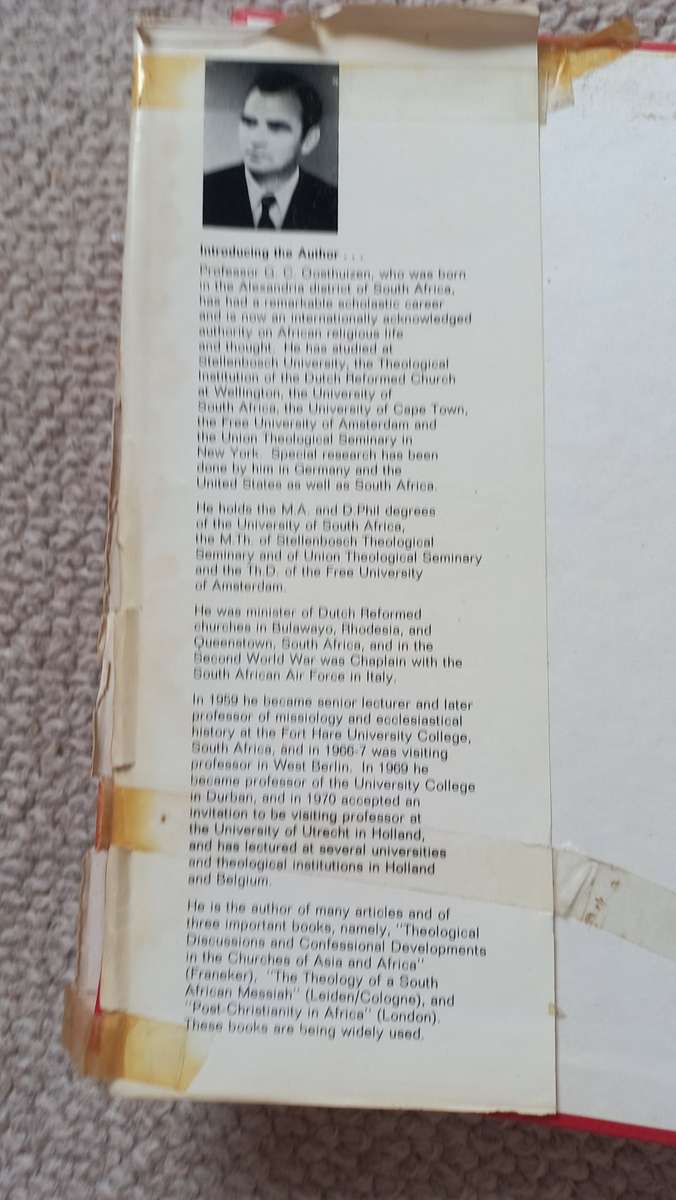 Introducing the Author . . .
Professor G. C. Oosthuizen, who was born
in the Alexandria district of South Africa,
has had a remarkable scholastic career
and is now an internationally acknowledged
authority on African religious life
and thought. He has studied at
Stellenbosch University, the Theological
Institution of the Dutch Reformed Church
at Wellington, the University of
South Africa, the University of Cape Town,
the Free University of Amsterdam and
the Union Theological Seminary in
New York. Special research has been
done by him in Germany and the
United States as well as South Africa.
He holds the M.A. and D.Phil degrees
of the University of South Africa,
the M.Th. of Stellenbosch Theological
Seminary and of Union Theological Seminary
and the Th.D. of the Free University
of Amsterdam.
He was minister of Dutch Reformed
churches in Bulawayo, Rhodesia, and
Queenstown, South Africa, and in the
Second World War was Chaplain with the
South African Air Force in Italy.
In 1959 he became senior lecturer and later
professor of missiology and ecclesiastical
history at the Fort Hare University College,
South Africa, and in 1966-7 was visiting
professor in West Berlin. In 1969 he
became professor of the University College
in Durban, and in 1970 accepted an
invitation to be visiting professor at
the University of Utrecht in Holland,
and has lectured at several universities
and theological institutions in Holland
and Belgium.
He is the author of many articles and of
three important books, namely, "Theological
Discussions and Confessional Developments
in the Churches of Asia and Africa"
(Franeker), "The Theology of a South
African Messiah" (Leiden/Cologne), and
"Post-Christianity in Africa" (London).
These books are being widely used.